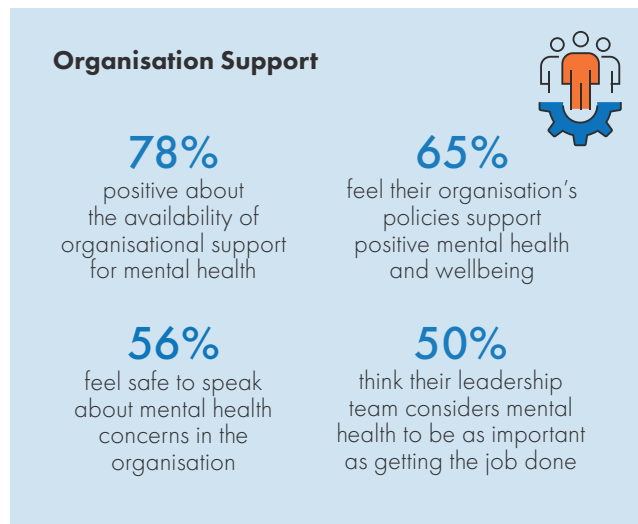 Organisation Support
78%
positive about
the availability of
organisational support
for mental health
65%
feel their organisation’s
policies support
positive mental health
and wellbeing
56%
feel safe to speak
about mental health
concerns in the
organisation
50%
think their leadership
team considers mental
health to be as important
as getting the job done